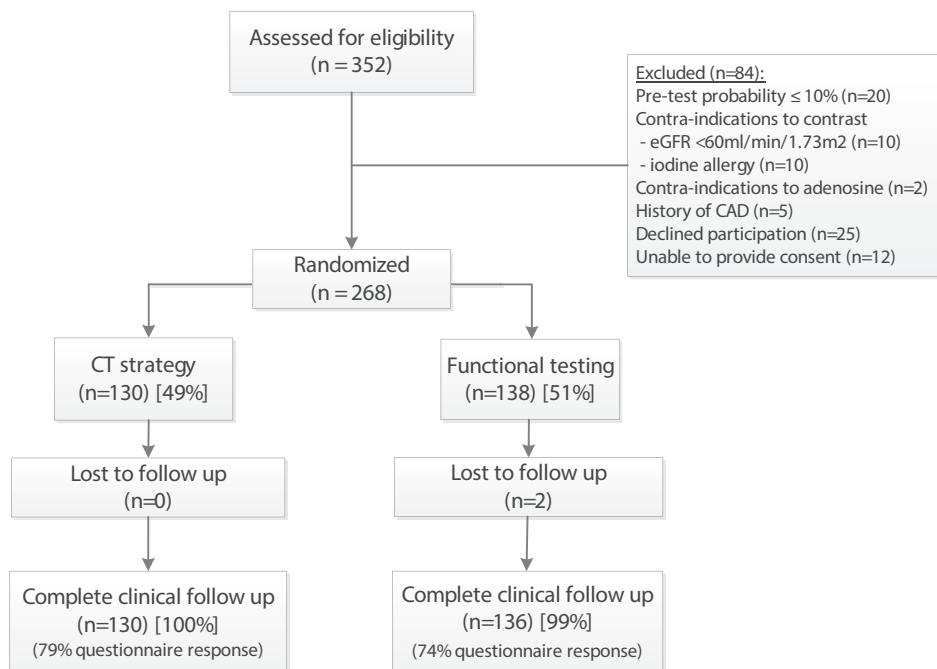 Assessed for eligibility
(n = 352)
Excluded (n=84):
Pre-test probability ≤ 10% (n=20)
Contra-indications to contrast
- eGFR <60ml/min/1.73m2 (n=10)
- iodine allergy (n=10)
Contra-indications to adenosine (n=2)
History of CAD (n=5)
Declined participation (n=25)
Unable to provide consent (n=12)
Randomized
(n = 268)
CT strategy
(n=130) [49%]
Functional testing
(n=138) [51%]
Lost to follow up
(n=0)
Lost to follow up
(n=2)
Complete clinical follow up
(n=130) [100%]
(79% questionnaire response)
Complete clinical follow up
(n=136) [99%]
(74% questionnaire response)